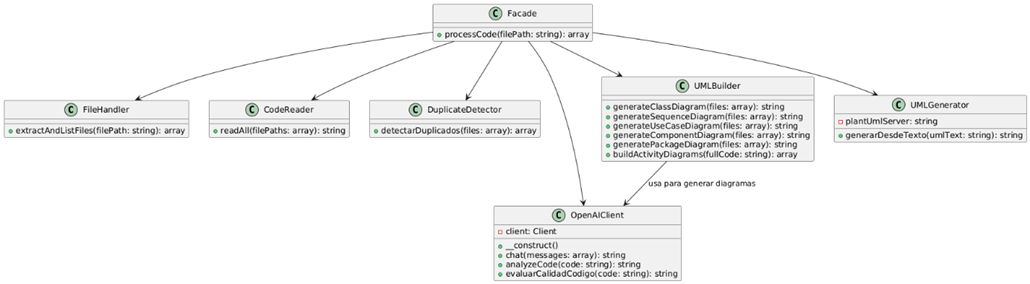 C Facade
processCode(filePath: string): array
C FileHandler
extractAndListFiles(filePath: string): array
C CodeReader
readAll(filePaths: array): string
C DuplicateDetector
detectarDuplicados(files: array): array
C UMLBuilder
generateClassDiagram(files: array): string
generateSequenceDiagram(files: array): string
generateUseCaseDiagram(files: array): string
generateComponentDiagram(files: array): string
generatePackageDiagram(files: array): string
buildActivityDiagrams(fullCode: string): array
C UMLGenerator
plantUmlServer: string
generarDesdeTexto(umlText: string): string
usa para generar diagramas
C OpenAIClient
client: Client
__construct()
chat(messages: array): string
analyzeCode(code: string): string
evaluarCalidadCodigo(code: string): string